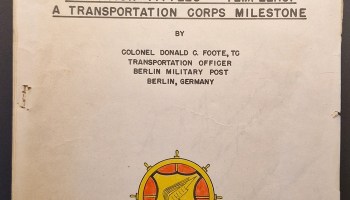 A TRANSPORTATION CORPS MILESTONE
BY
COLONEL DONALD C. FOOTE, TC
TRANSPORTATION OFFICER
BERLIN MILITARY POST
BERLIN, GERMANY